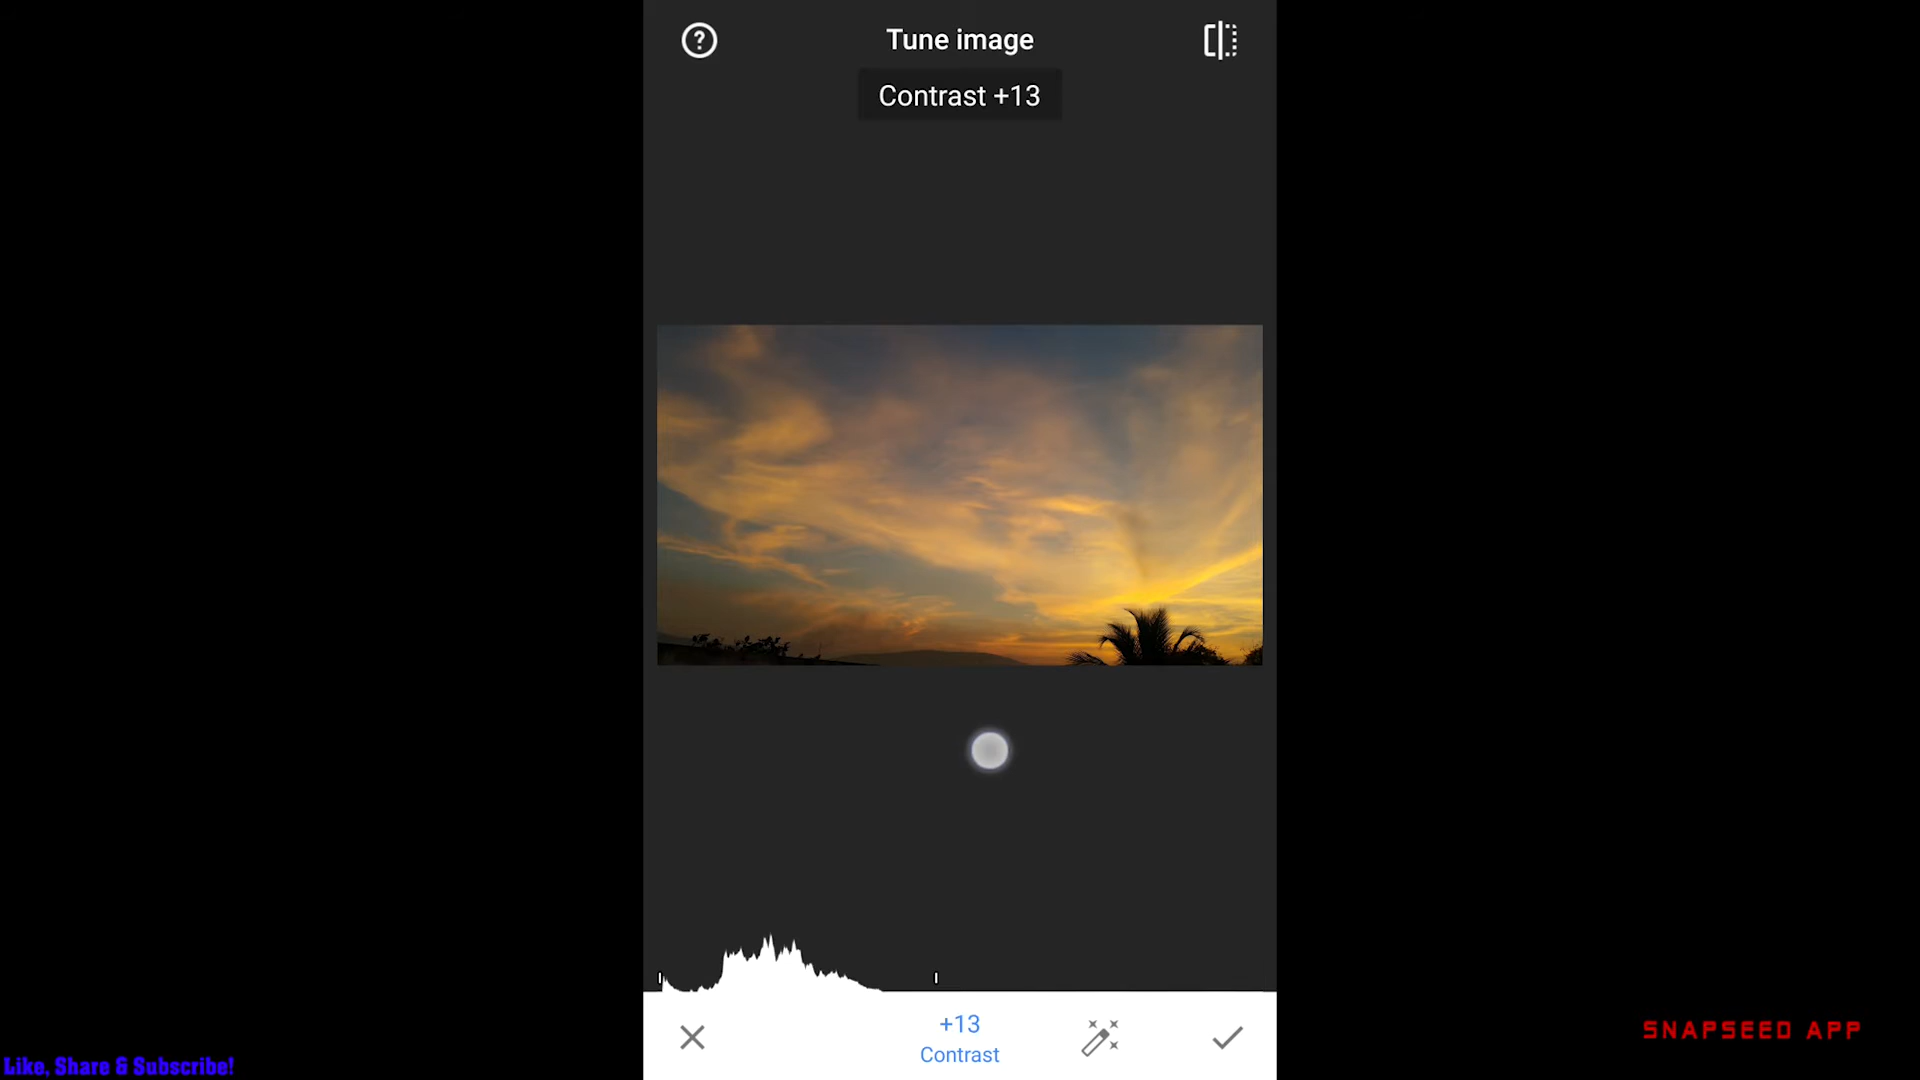 Tune image
Contrast +13
+13
Contrast
SNAPSEED APP
Like, Share & Subscribe!